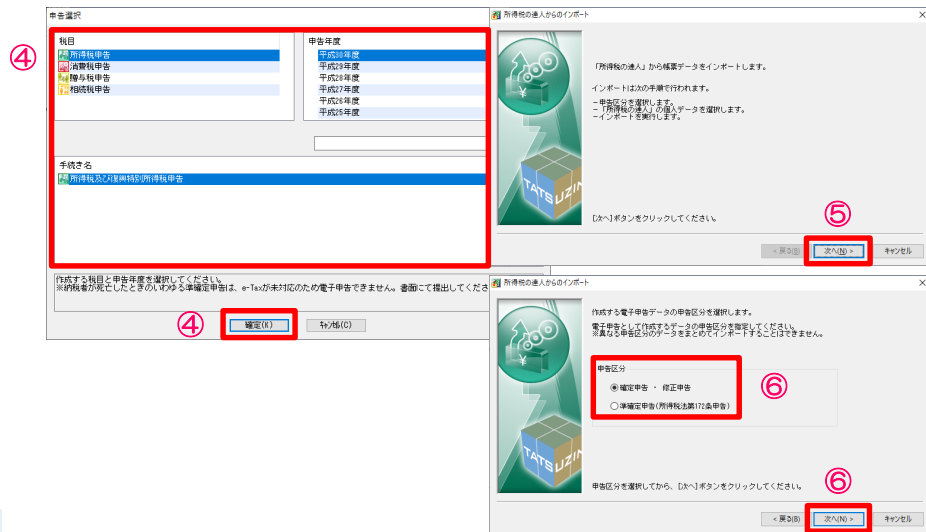 申告選択
④
税目
所得税申告
消費税申告
贈与税申告
相続税申告
申告年度
平成30年度
平成29年度
平成28年度
平成27年度
平成26年度
平成25年度
手続き名
所得税及び復興特別所得税申告
作成する税目と申告年度を選択してください。
※納税者が死亡したときのいわゆる準確定申告は、e-Taxが未対応のため電子申告できません。書面にて提出してくださ
④
確定(K)
ｷｬﾝｾﾙ(C)
所得税の達人からのインポート
「所得税の達人」から帳票データをインポートします。
インポートは次の手順で行われます。
－申告区分を選択します。
－「所得税の達人」の個人データを選択します。
－インポートを実行します。
TATSUZIN
[次へ]ボタンをクリックしてください。
⑤
< 戻る(B)
次へ(N) >
キャンセル
所得税の達人からのインポート
作成する電子申告データの申告区分を選択します。
電子申告として作成するデータの申告区分を指定してください。
※異なる申告区分のデータをまとめてインポートすることはできません。
申告区分
確定申告 ・ 修正申告
準確定申告(所得税法第172条申告)
⑥
TATSUZIN
申告区分を選択してから、[次へ]ボタンをクリックしてください。
⑥
< 戻る(B)
次へ(N) >
キャンセル